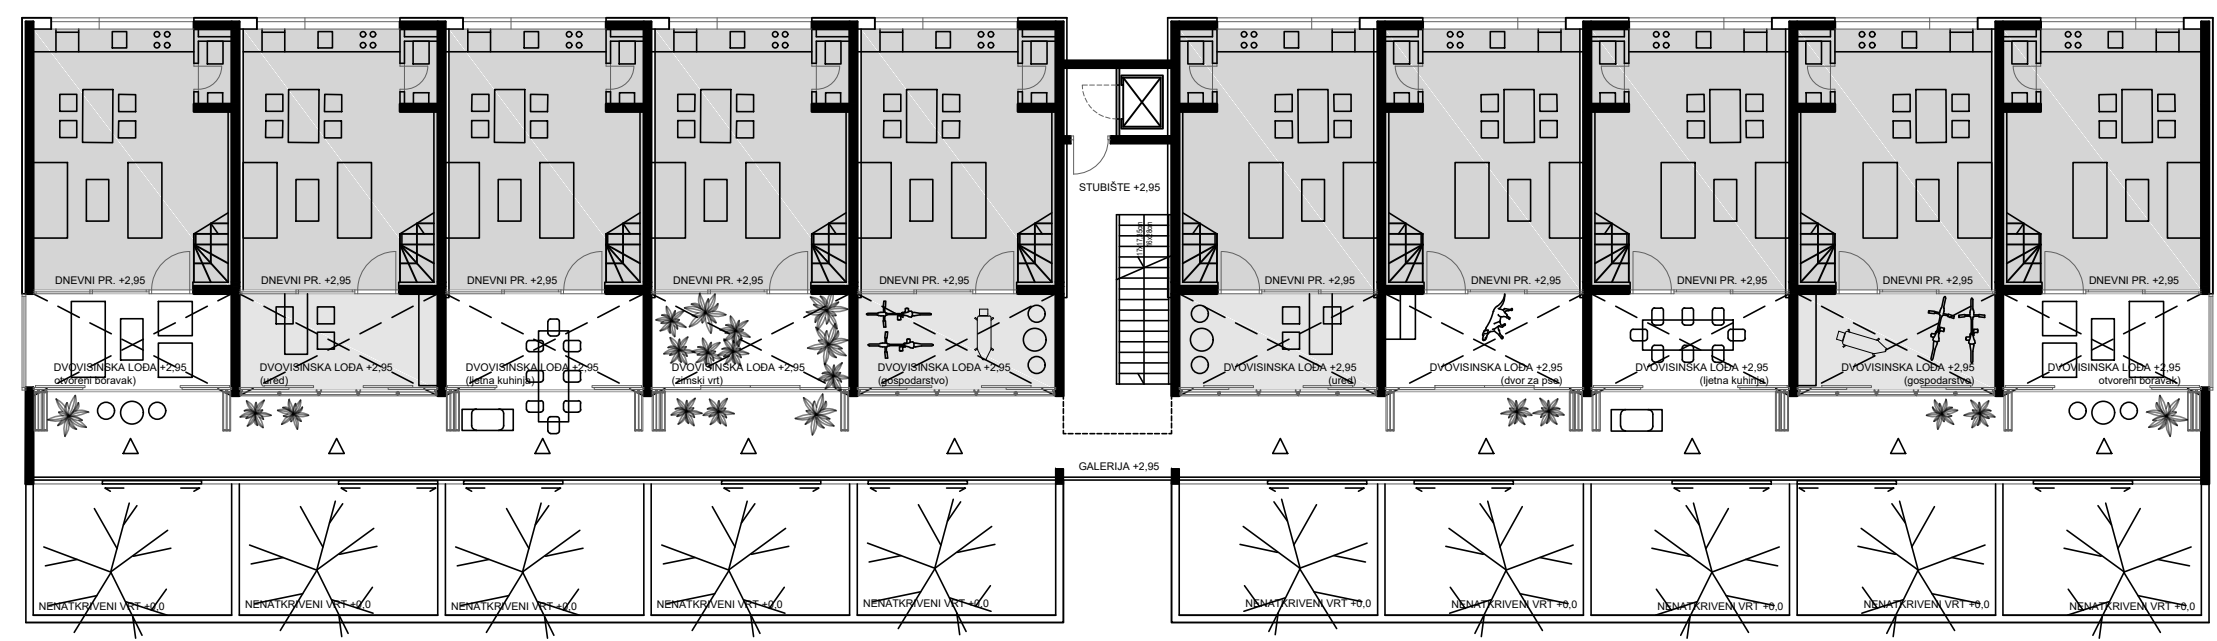 STUBIŠTE +2,95
17x17,35cm
16x28cm
DNEVNI PR. +2,95
DNEVNI PR. +2,95
DNEVNI PR. +2,95
DNEVNI PR. +2,95
DNEVNI PR. +2,95
DNEVNI PR. +2,95
DNEVNI PR. +2,95
DNEVNI PR. +2,95
DNEVNI PR. +2,95
DNEVNI PR. +2,95
DVOVISINSKA LOĐA +2,95
otvoreni boravak)
DVOVISINSKA LOĐA +2,95
(ured)
DVOVISINSKA LOĐA +2,95
(ljetna kuhinja)
DVOVISINSKA LOĐA +2,95
(zimski vrt)
DVOVISINSKA LOĐA +2,95
(gospodarstvo)
DVOVISINSKA LOĐA +2,95
(ured)
DVOVISINSKA LOĐA +2,95
(dvor za psa)
DVOVISINSKA LOĐA +2,95
(ljetna kuhinja)
DVOVISINSKA LOĐA +2,95
(gospodarstvo)
DVOVISINSKA LOĐA +2,95
otvoreni boravak)
GALERIJA +2,95
NENATKRIVENI VRT +0,0
NENATKRIVENI VRT +0,0
NENATKRIVENI VRT +0,0
NENATKRIVENI VRT +0,0
NENATKRIVENI VRT +0,0
NENATKRIVENI VRT +0,0
NENATKRIVENI VRT +0,0
NENATKRIVENI VRT +0,0
NENATKRIVENI VRT +0,0
NENATKRIVENI VRT +0,0